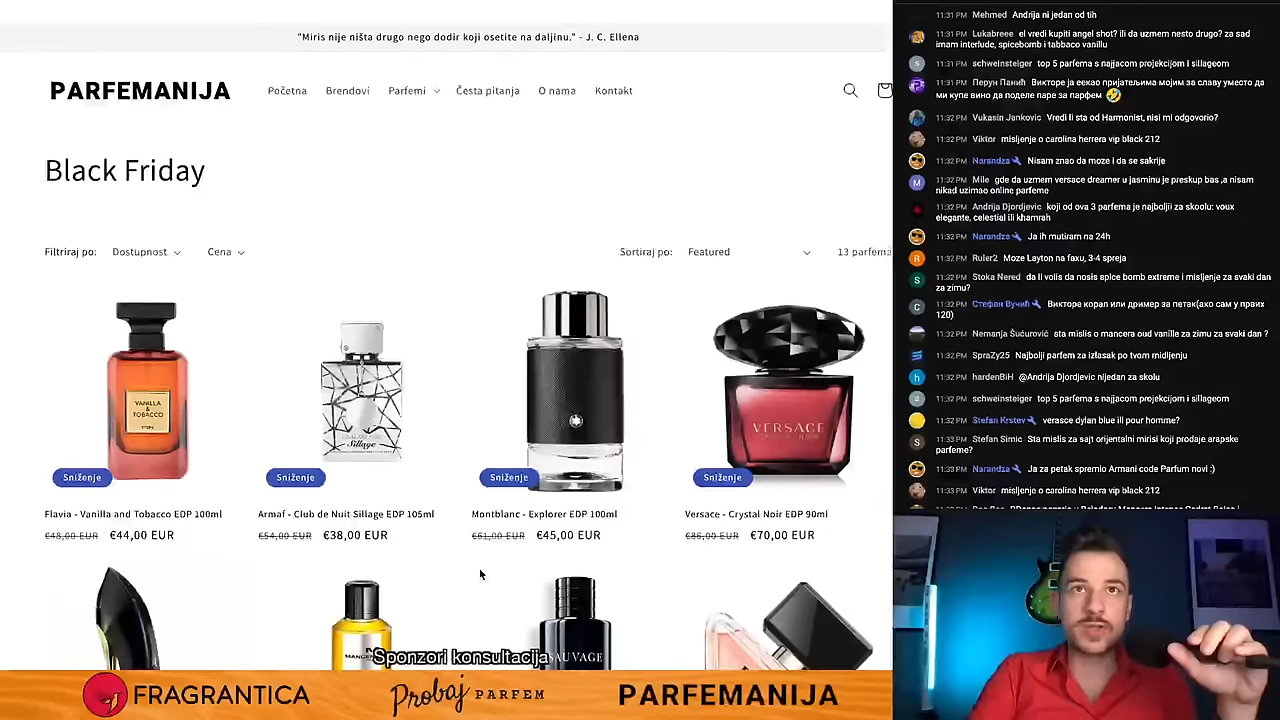 "Miris nije ništa drugo nego dodir koji osetite na daljinu." - J. C. Ellena
PARFEMANIJA
Početna
Brendovi
Parfemi
Česta pitanja
O nama
Kontakt
Black Friday
Filtriraj po:
Dostupnost
Cena
Sortiraj po:
Featured
13 parfema
VANILLA
&
TOBACCO
Sillage
VERSACE
Sniženje
Sniženje
Sniženje
Sniženje
Flavia - Vanilla and Tobacco EDP 100ml
€48,00 EUR €44,00 EUR
Armaf - Club de Nuit Sillage EDP 105ml
€54,00 EUR €38,00 EUR
Montblanc - Explorer EDP 100ml
€61,00 EUR €45,00 EUR
Versace - Crystal Noir EDP 90ml
€86,00 EUR €70,00 EUR
SAUVAGE
Sponzori konsultacija
FRAGRANTICA
Probaj PARFEM
PARFEMANIJA
11:31 PM Mehmed Andrija ni jedan od tih
11:31 PM Lukabreee el vredi kupiti angel shot? ili da uzmem nesto drugo? za sad
imam interlude, spicebomb i tabbaco vanillu
11:31 PM schweinsteiger top 5 parfema s najjacom projekcijom i sillageom
11:31 PM Перун Панић Викторе ја еекао пријатељима мојим за славу уместо да
ми купе вино да поделе паре за парфем 🤣
11:32 PM Vukasin Jankovic Vredi li sta od Harmonist, nisi mi odgovorio?
11:32 PM Viktor misljenje o carolina herrera vip black 212
11:32 PM Narandza Nisam znao da moze i da se sakrije
11:32 PM Mile gde da uzmem versace dreamer u jasminu je preskup bas ,a nisam
nikad uzimao online parfeme
11:32 PM Andrija Djordjevic koji od ova 3 parfema je najboljii za skoolu: voux
elegante, celestial ili khamrah
11:32 PM Narandza Ja ih mutiram na 24h
11:32 PM Ruler2 Moze Layton na faxu, 3-4 spreja
11:32 PM Stoka Nered da li volis da nosis spice bomb extreme i misljenje za svaki dan
za zimu?
11:32 PM Стефан Вучић Викторе корал или дример за петак(ако сам у правих
120)
11:32 PM Nemanja Šućurović sta mislis o mancera oud vanille za zimu za svaki dan ?
11:32 PM SpraZy25 Najbolji parfem za izlasak po tvom midljenju
11:32 PM hardenBiH @Andrija Djordjevic nijedan za skolu
11:32 PM schweinsteiger top 5 parfema s najjacom projekcijom i sillageom
11:32 PM Stefan Krstev verasce dylan blue ill pour homme?
11:33 PM Stefan Simic Sta mislis za sajt orijentalni mirisi koji prodaje arapske
parfeme?
11:33 PM Narandza Ja za petak spremio Armani code Parfum novi :)
11:33 PM Viktor misljenje o carolina herrera vip black 212